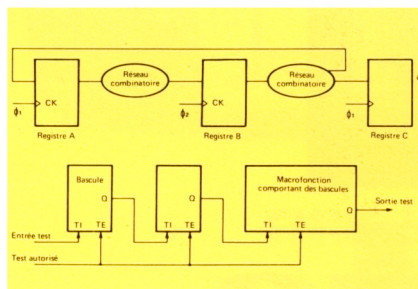 Réseau
combinatoire
Réseau
combinatoire
CK
CK
ϕ1
ϕ2
ϕ1
Registre A
Registre B
Registre C
Bascule
Macrofonction
comportant des bascules
Q
Q
Q
Sortie test
TI TE
TI TE
TI TE
Entrée test
Test autorisé